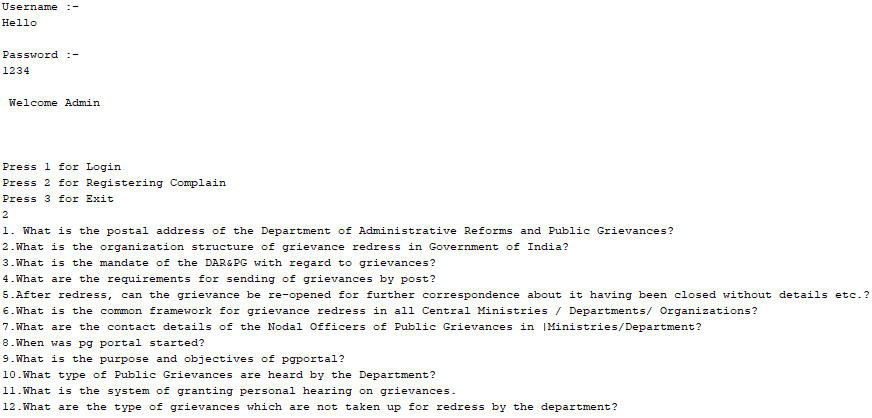 Username :-
Hello
Password :-
1234
Welcome Admin
Press 1 for Login
Press 2 for Registering Complain
Press 3 for Exit
2
1. What is the postal address of the Department of Administrative Reforms and Public Grievances?
2.What is the organization structure of grievance redress in Government of India?
3.What is the mandate of the DAR&PG with regard to grievances?
4.What are the requirements for sending of grievances by post?
5.After redress, can the grievance be re-opened for further correspondence about it having been closed without details etc.?
6.What is the common framework for grievance redress in all Central Ministries / Departments/ Organizations?
7.What are the contact details of the Nodal Officers of Public Grievances in |Ministries/Department?
8.When was pg portal started?
9.What is the purpose and objectives of pgportal?
10.What type of Public Grievances are heard by the Department?
11.What is the system of granting personal hearing on grievances.
12.What are the type of grievances which are not taken up for redress by the department?